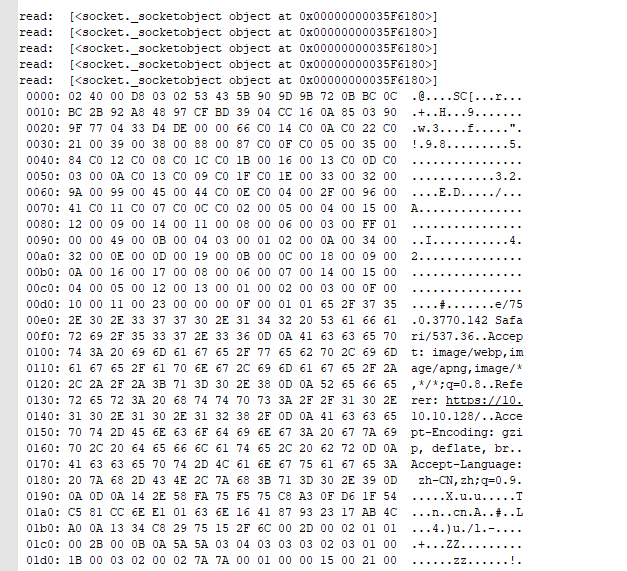 read:  [<socket._socketobject object at 0x00000000035F6180>]
read:  [<socket._socketobject object at 0x00000000035F6180>]
read:  [<socket._socketobject object at 0x00000000035F6180>]
read:  [<socket._socketobject object at 0x00000000035F6180>]
read:  [<socket._socketobject object at 0x00000000035F6180>]
0000: 02 40 00 D8 03 02 53 43 5B 90 9D 9B 72 0B BC 0C  .@....SC[...r...
0010: BC 2B 92 A8 48 97 CF BD 39 04 CC 16 0A 85 03 90  .+..H...9.......
0020: 9F 77 04 33 D4 DE 00 00 66 C0 14 C0 0A C0 22 C0  .w.3....f.....".
0030: 21 00 39 00 38 00 88 00 87 C0 0F C0 05 00 35 00  !.9.8.........5.
0040: 84 C0 12 C0 08 C0 1C C0 1B 00 16 00 13 C0 0D C0  ................
0050: 03 00 0A C0 13 C0 09 C0 1F C0 1E 00 33 00 32 00  ............3.2.
0060: 9A 00 99 00 45 00 44 C0 0E C0 04 00 2F 00 96 00  ....E.D...../...
0070: 41 C0 11 C0 07 C0 0C C0 02 00 05 00 04 00 15 00  A...............
0080: 12 00 09 00 14 00 11 00 08 00 06 00 03 00 FF 01  ................
0090: 00 00 49 00 0B 00 04 03 00 01 02 00 0A 00 34 00  ..I...........4.
00a0: 32 00 0E 00 0D 00 19 00 0B 00 0C 00 18 00 09 00  2...............
00b0: 0A 00 16 00 17 00 08 00 06 00 07 00 14 00 15 00  ................
00c0: 04 00 05 00 12 00 13 00 01 00 02 00 03 00 0F 00  ................
00d0: 10 00 11 00 23 00 00 00 0F 00 01 01 65 2F 37 35  ....#.......e/75
00e0: 2E 30 2E 33 37 37 30 2E 31 34 32 20 53 61 66 61  .0.3770.142 Safa
00f0: 72 69 2F 35 33 37 2E 33 36 0D 0A 41 63 63 65 70  ri/537.36..Accep
0100: 74 3A 20 69 6D 61 67 65 2F 77 65 62 70 2C 69 6D  t: image/webp,im
0110: 61 67 65 2F 61 70 6E 67 2C 69 6D 61 67 65 2F 2A  age/apng,image/*
0120: 2C 2A 2F 2A 3B 71 3D 30 2E 38 0D 0A 52 65 66 65  ,*/*;q=0.8..Refe
0130: 72 65 72 3A 20 68 74 74 70 73 3A 2F 2F 31 30 2E  rer: https://10.
0140: 31 30 2E 31 30 2E 31 32 38 2F 0D 0A 41 63 63 65  10.10.128/..Acce
0150: 70 74 2D 45 6E 63 6F 64 69 6E 67 3A 20 67 7A 69  pt-Encoding: gzi
0160: 70 2C 20 64 65 66 6C 61 74 65 2C 20 62 72 0D 0A  p, deflate, br..
0170: 41 63 63 65 70 74 2D 4C 61 6E 67 75 61 67 65 3A  Accept-Language:
0180: 20 7A 68 2D 43 4E 2C 7A 68 3B 71 3D 30 2E 39 0D   zh-CN,zh;q=0.9.
0190: 0A 0D 0A 14 2E 58 FA 75 F5 75 C8 A3 0F D6 1F 54  .....X.u.u.....T
01a0: C5 81 CC 6E E1 01 63 6E 16 41 87 93 23 17 AB 4C  ...n..cn.A..#..L
01b0: A0 0A 13 34 C8 29 75 15 2F 6C 00 2D 00 02 01 01  ...4.)u./l.-....
01c0: 00 2B 00 0B 0A 5A 5A 03 04 03 03 03 02 03 01 00  .+...ZZ.........
01d0: 1B 00 03 02 00 02 7A 7A 00 01 00 00 15 00 21 00  ......zz......!.